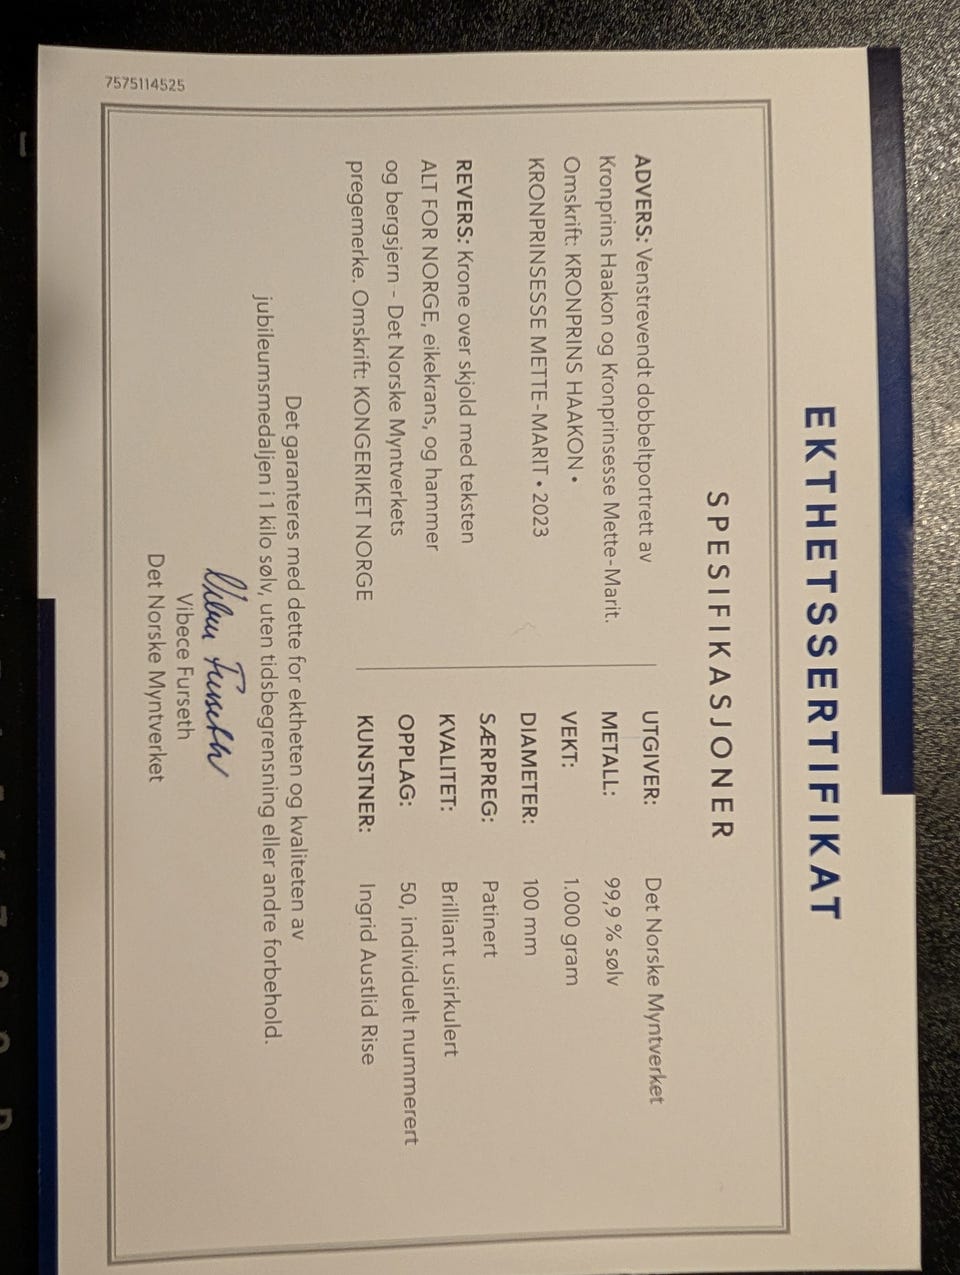 EKTHETSSERTIFIKAT
SPESIFIKASJONER
ADVERS: Venstrevendt dobbeltportrett av
Kronprins Haakon og Kronprinsesse Mette-Marit.
Omskrift: KRONPRINS HAAKON •
KRONPRINSESSE METTE-MARIT • 2023
REVERS: Krone over skjold med teksten
ALT FOR NORGE, eikekrans, og hammer
og bergsjern - Det Norske Myntverkets
pregemerke. Omskrift: KONGERIKET NORGE
UTGIVER: Det Norske Myntverket
METALL: 99,9 % sølv
VEKT: 1.000 gram
DIAMETER: 100 mm
SÆRPREG: Patinert
KVALITET: Brilliant usirkulert
OPPLAG: 50, individuelt nummerert
KUNSTNER: Ingrid Austlid Rise
Det garanteres med dette for ektheten og kvaliteten av
jubileumsmedaljen i 1 kilo sølv, uten tidsbegrensning eller andre forbehold.
Vibece Furseth
Vibece Furseth
Det Norske Myntverket
7575114525